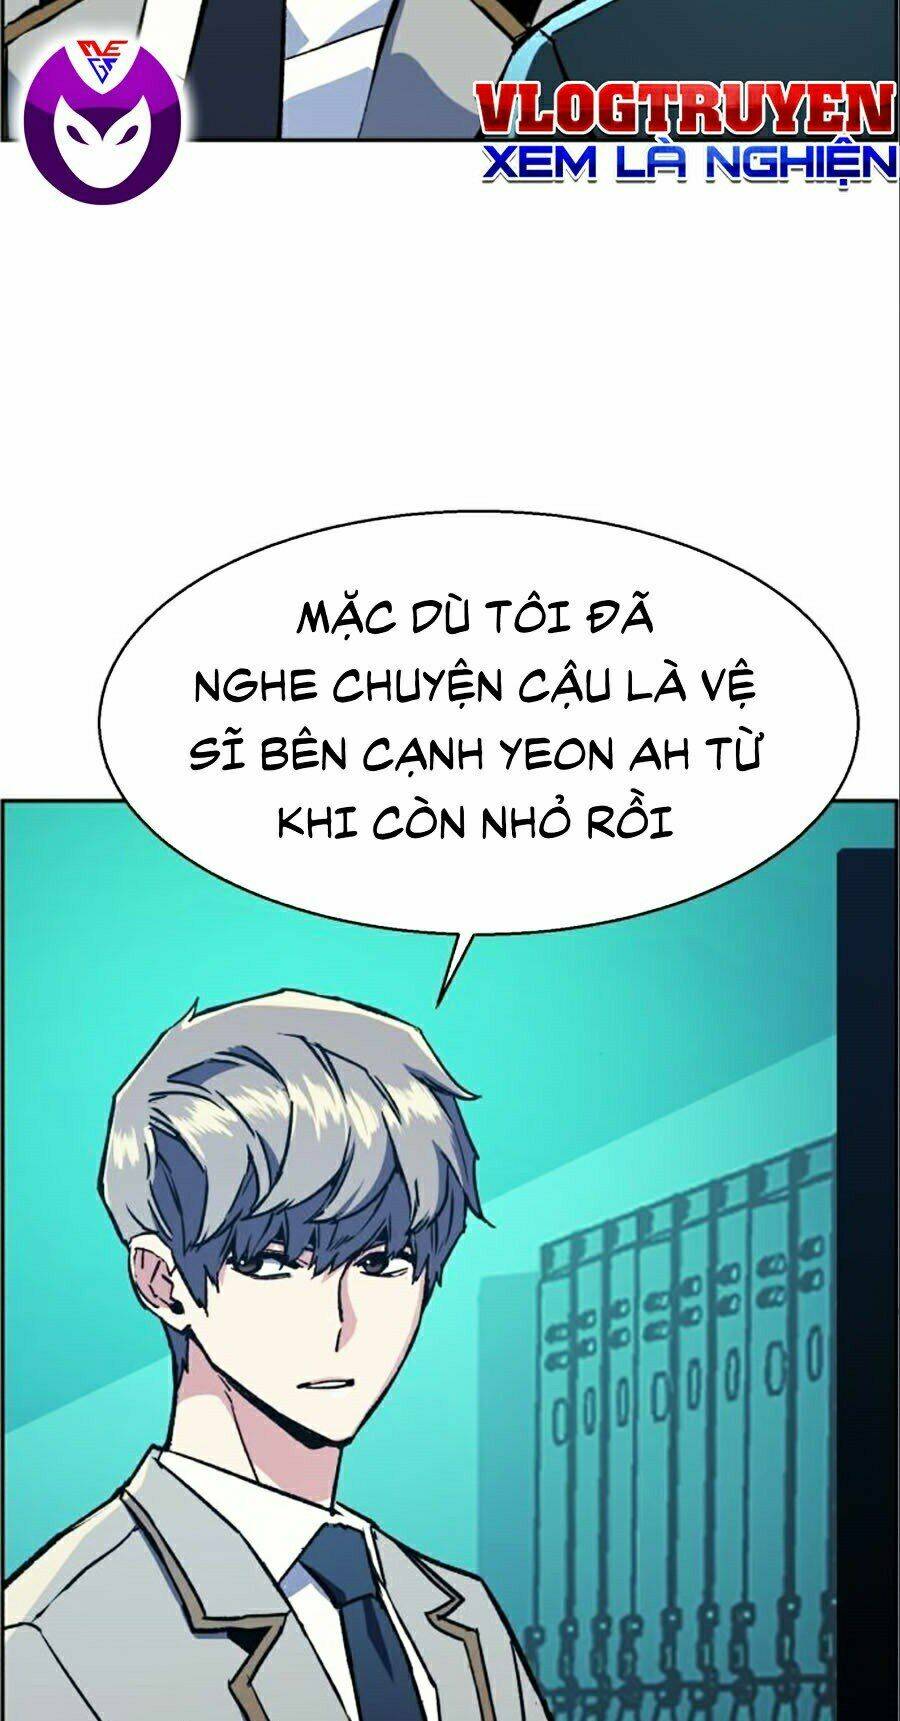 VLOGTRUYEN
XEM LÀ NGHIỆN
MẶC DÙ TÔI ĐÃ
NGHE CHUYỆN CẬU LÀ VỆ
SĨ BÊN CẠNH YEON AH TỪ
KHI CÒN NHỎ RỒI